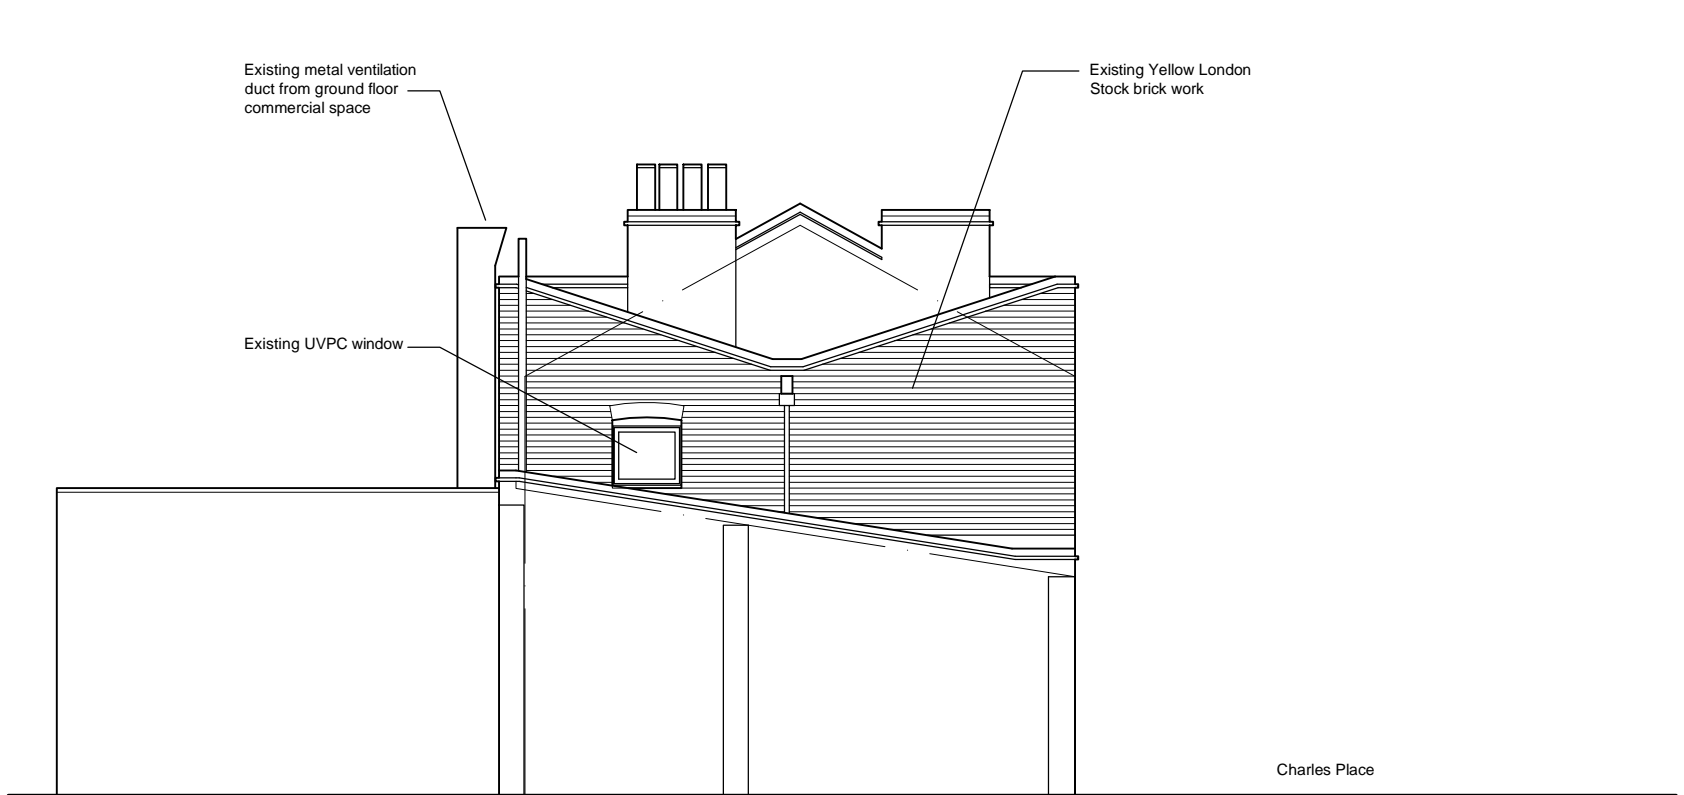 Existing metal ventilation
duct from ground floor
commercial space
Existing Yellow London
Stock brick work
Existing UVPC window
Charles Place